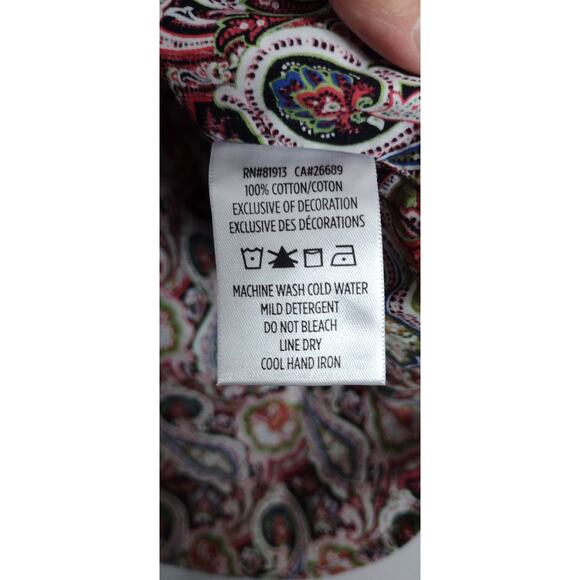 RN#81913 CA#26689
100% COTTON/COTON
EXCLUSIVE OF DECORATION
EXCLUSIVE DES DÉCORATIONS
MACHINE WASH COLD WATER
MILD DETERGENT
DO NOT BLEACH
LINE DRY
COOL HAND IRON